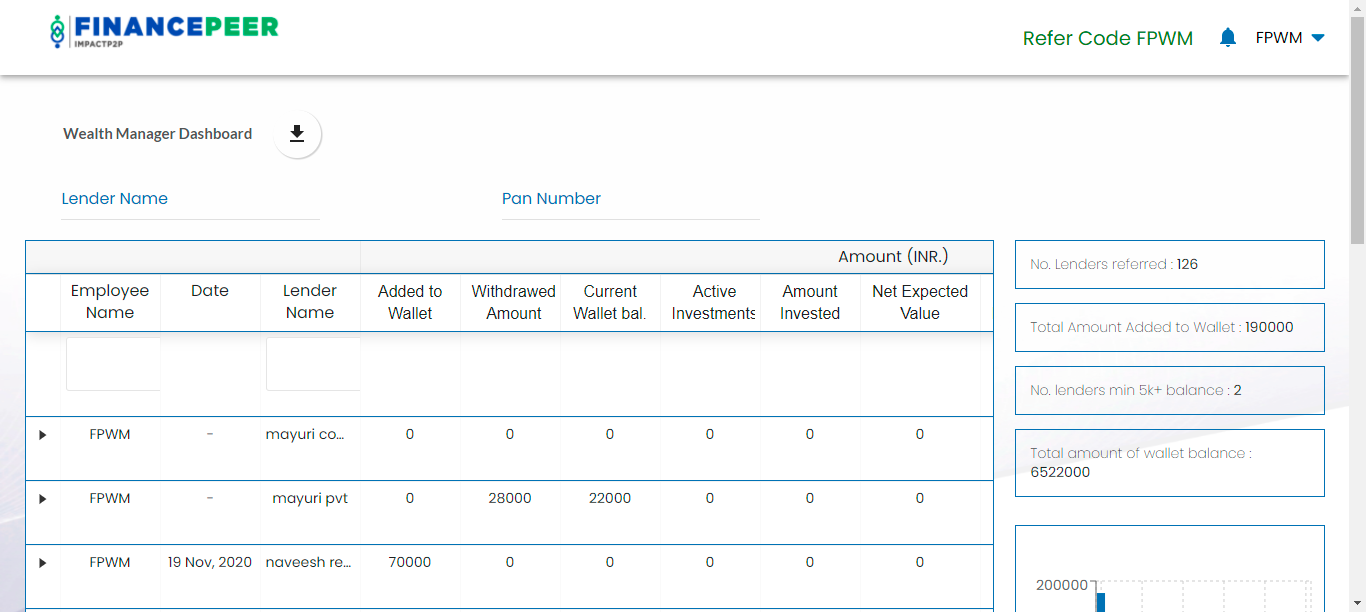 FINANCEPEER
IMPACTP2P
Refer Code FPWM
FPWM
Wealth Manager Dashboard
Lender Name
Pan Number
Amount (INR.)
Employee Name
Date
Lender Name
Added to Wallet
Withdrawed Amount
Current Wallet bal.
Active Investments
Amount Invested
Net Expected Value
FPWM - mayuri co... 0 0 0 0 0 0
FPWM - mayuri pvt 0 28000 22000 0 0 0
FPWM 19 Nov, 2020 naveesh re... 70000 0 0 0 0 0
No. Lenders referred : 126
Total Amount Added to Wallet : 190000
No. lenders min 5k+ balance : 2
Total amount of wallet balance :
6522000
200000